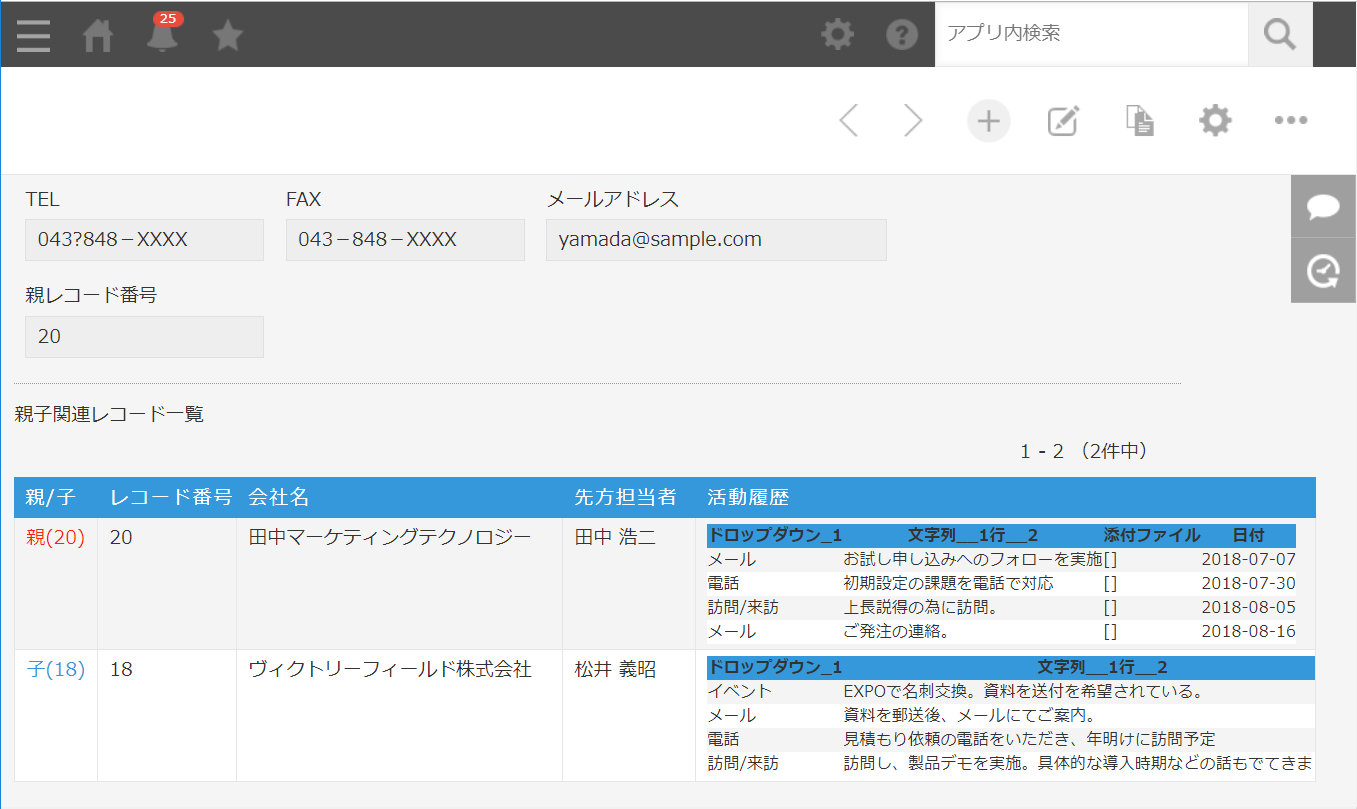 25
アプリ内検索
TEL FAX メールアドレス
043?848－XXXX 043－848－XXXX yamada@sample.com
親レコード番号
20
親子関連レコード一覧
1 - 2 （2件中）
親/子 レコード番号 会社名 先方担当者 活動履歴
親(20) 20 田中マーケティングテクノロジー 田中 浩二
ドロップダウン_1 文字列__1行__2 添付ファイル 日付
メール お試し申し込みへのフォローを実施 [] 2018-07-07
電話 初期設定の課題を電話で対応 [] 2018-07-30
訪問/来訪 上長説得の為に訪問。 [] 2018-08-05
メール ご発注の連絡。 [] 2018-08-16
子(18) 18 ヴィクトリーフィールド株式会社 松井 義昭
ドロップダウン_1 文字列__1行__2
イベント EXPOで名刺交換。資料を送付を希望されている。
メール 資料を郵送後、メールにてご案内。
電話 見積もり依頼の電話をいただき、年明けに訪問予定
訪問/来訪 訪問し、製品デモを実施。具体的な導入時期などの話もでてきま